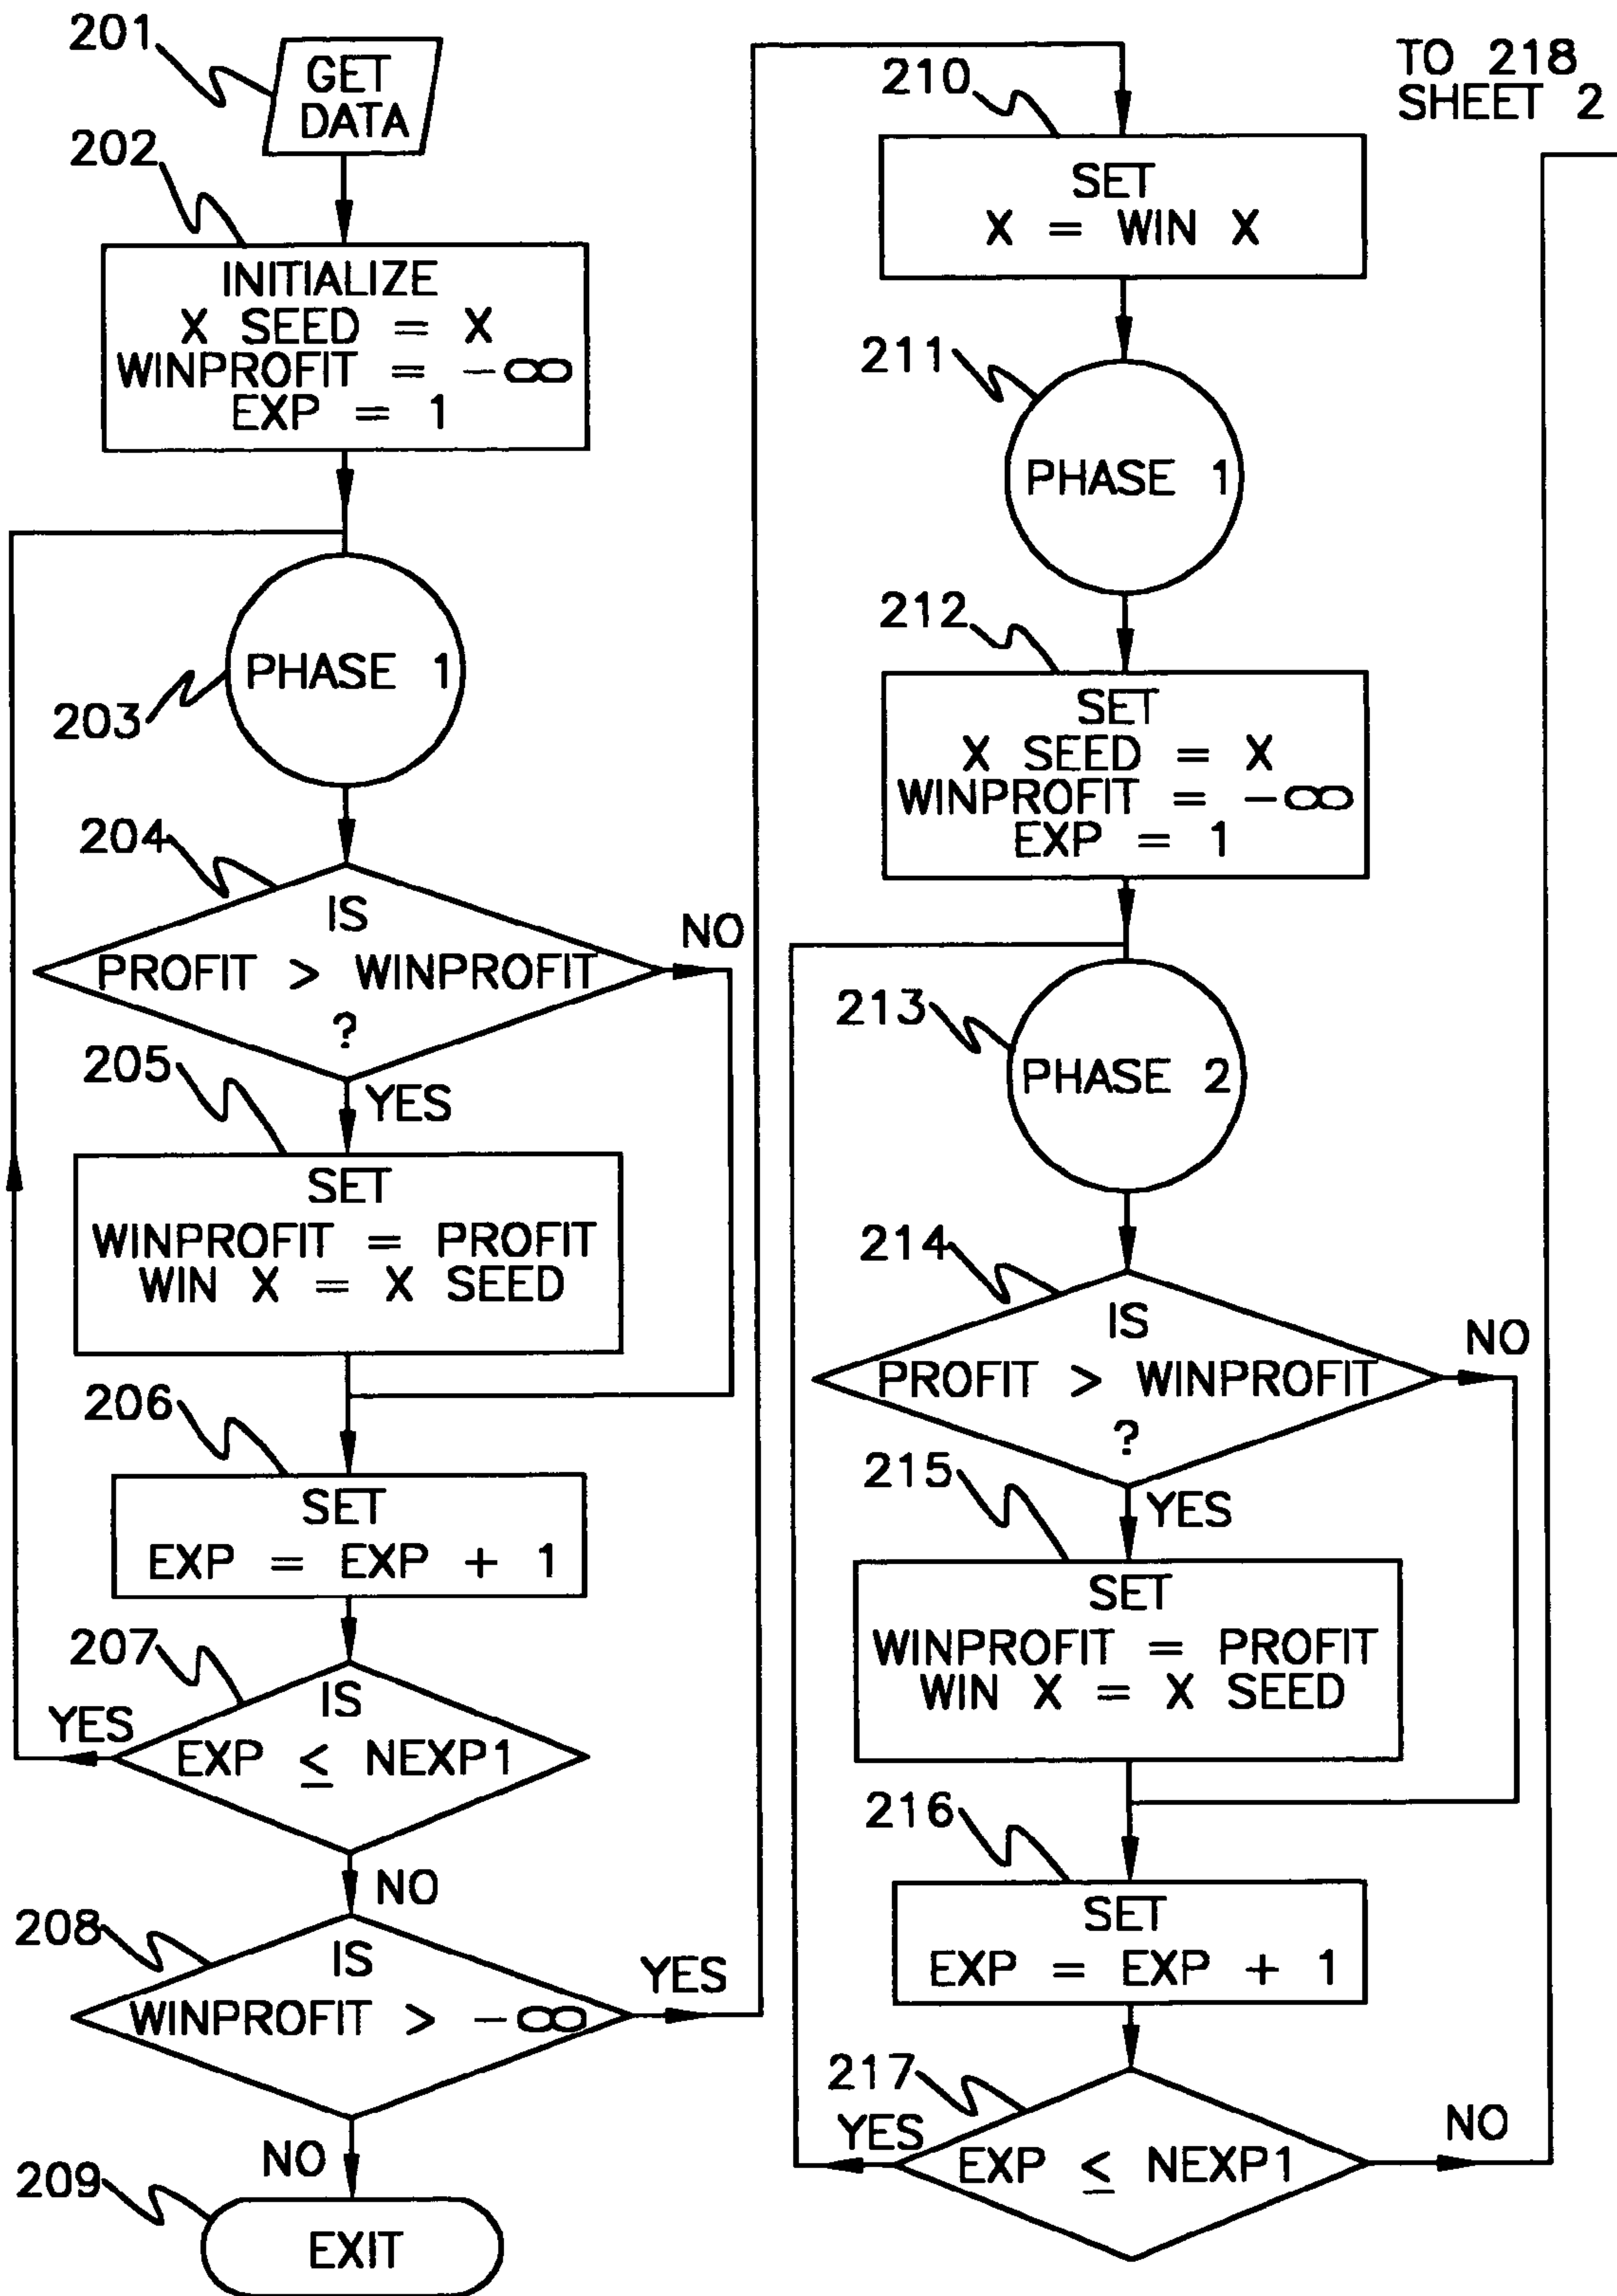 201
GET
DATA
202
INITIALIZE
X SEED = X
WINPROFIT = -∞
EXP = 1
PHASE 1
203
204
IS
PROFIT > WINPROFIT
?
NO
YES
205
SET
WINPROFIT = PROFIT
WIN X = X SEED
206
SET
EXP = EXP + 1
207
IS
EXP ≤ NEXP1
YES
NO
208
IS
WINPROFIT > -∞
YES
NO
209
EXIT
210
SET
X = WIN X
211
PHASE 1
212
SET
X SEED = X
WINPROFIT = -∞
EXP = 1
213
PHASE 2
214
IS
PROFIT > WINPROFIT
?
NO
YES
215
SET
WINPROFIT = PROFIT
WIN X = X SEED
216
SET
EXP = EXP + 1
217
YES
EXP ≤ NEXP1
NO
TO 218
SHEET 2